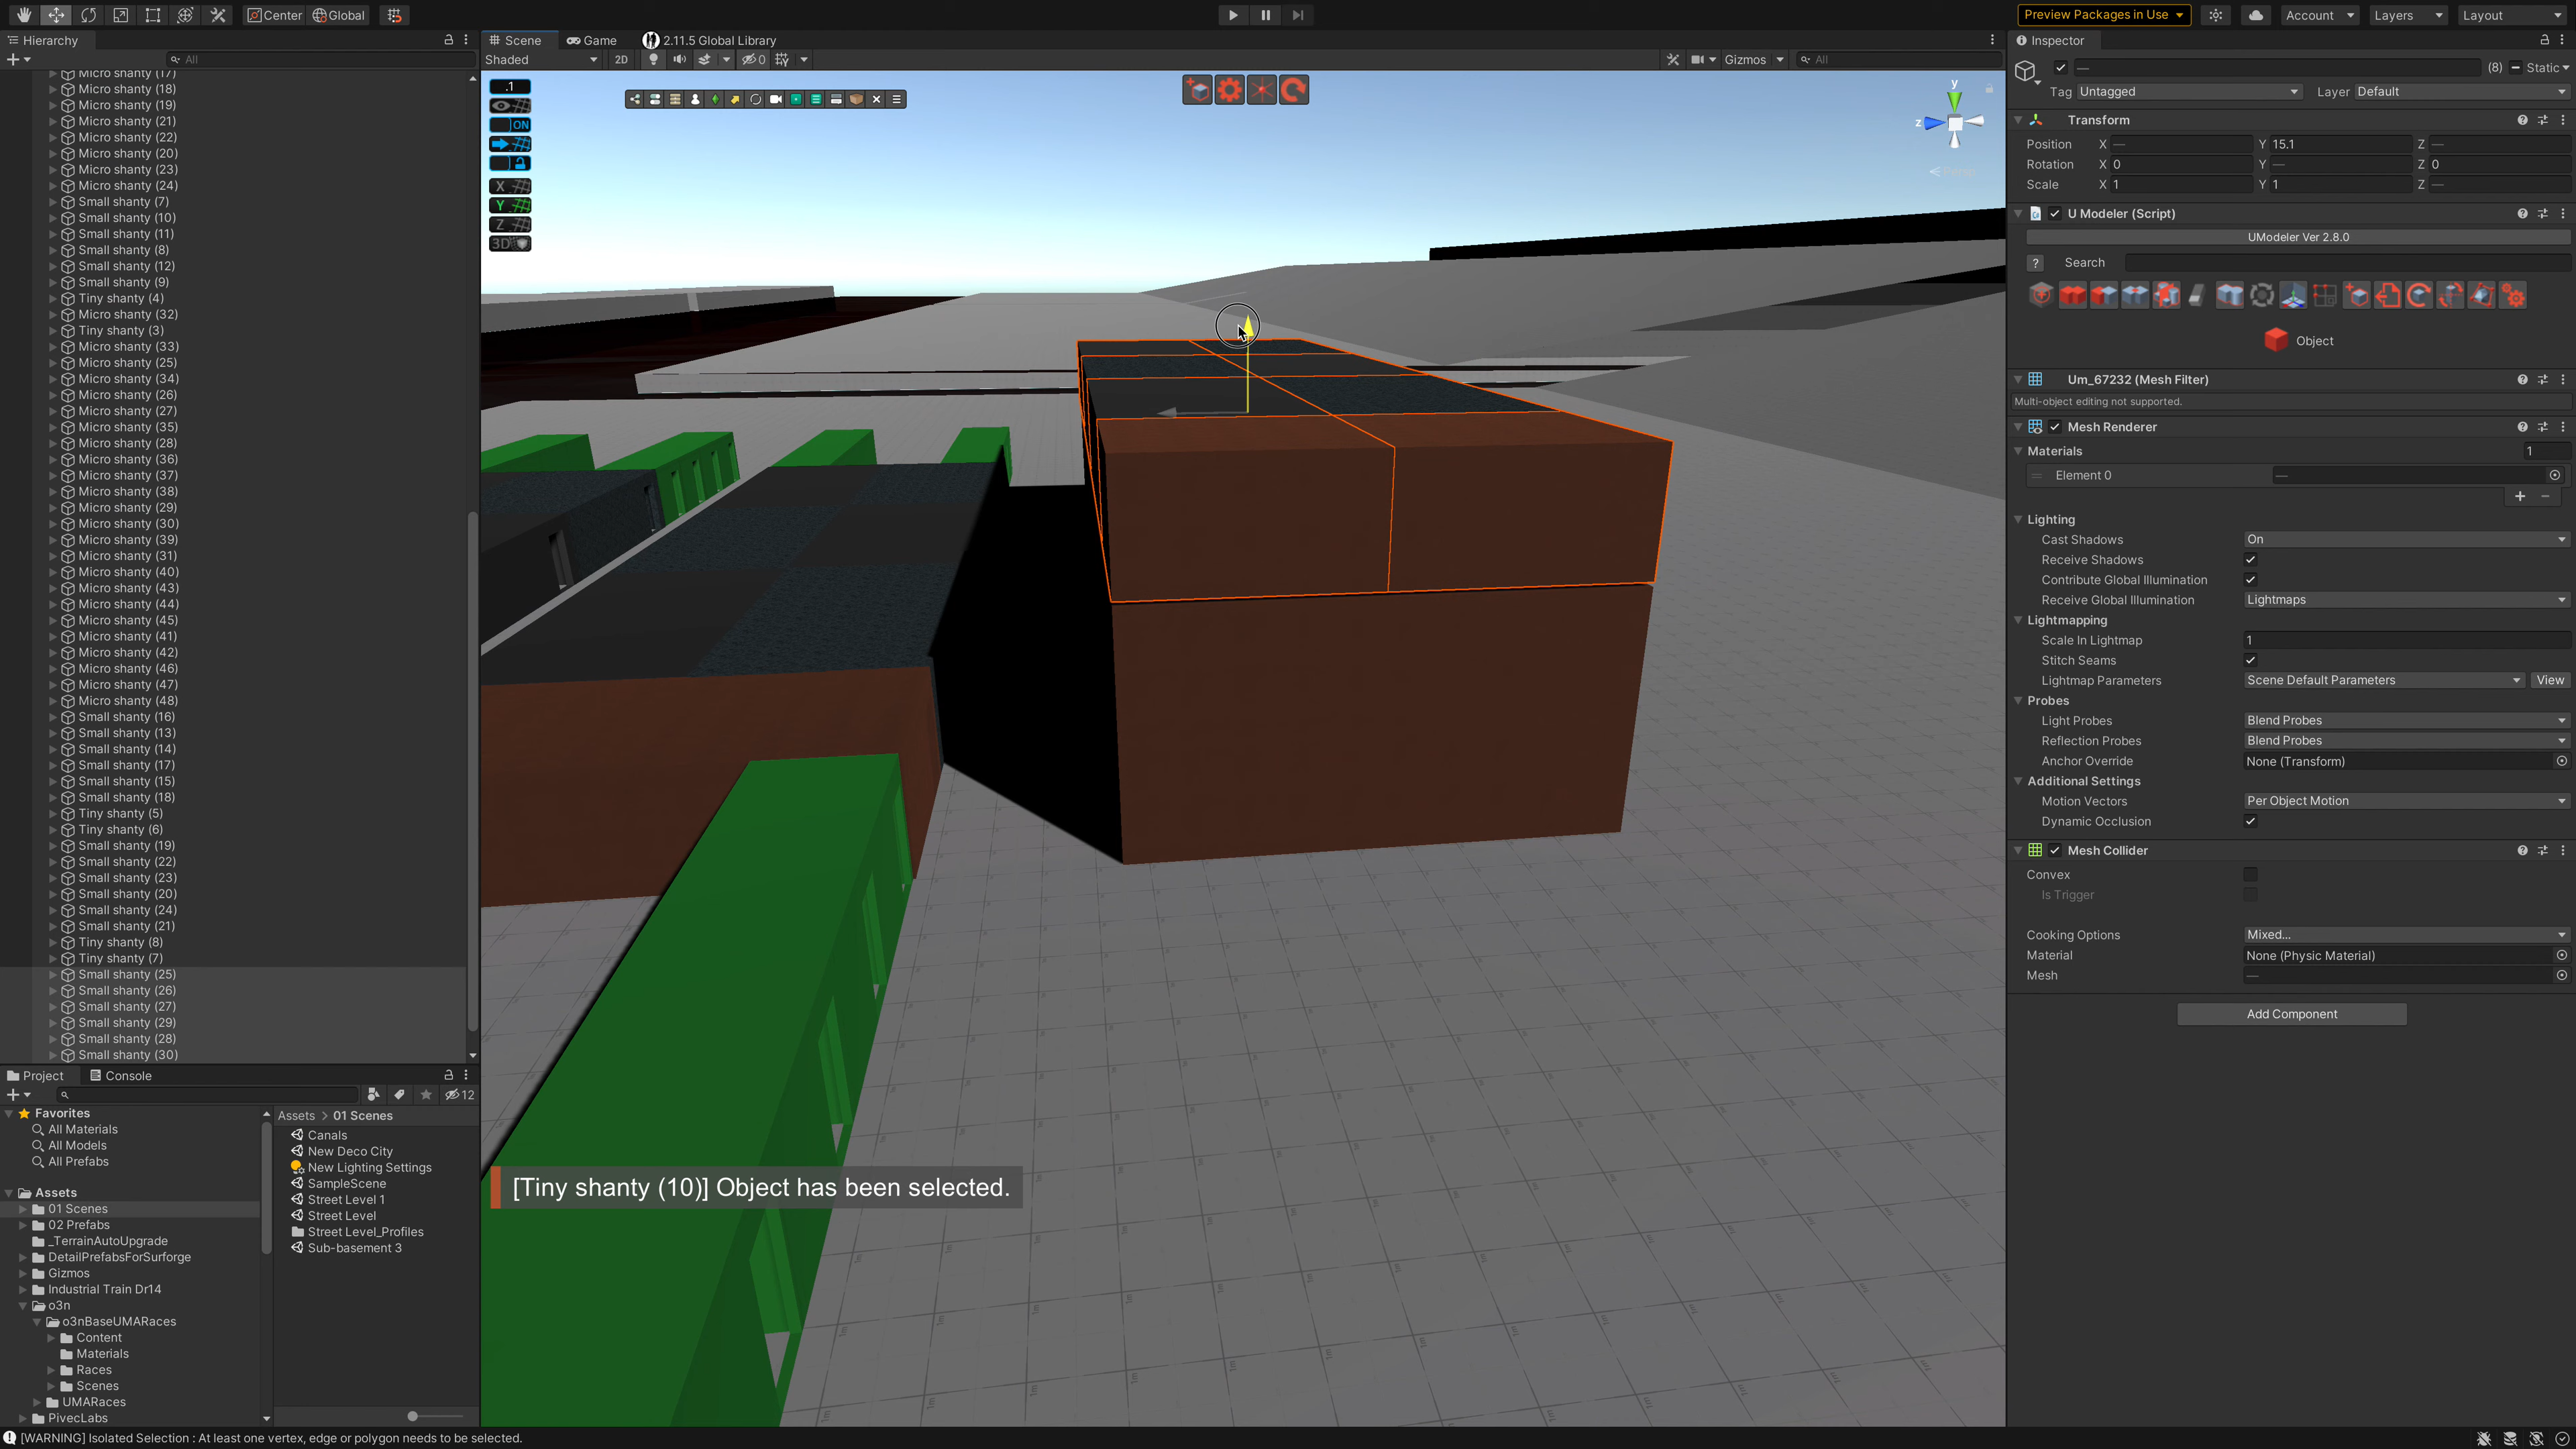 Center
Global
Preview Packages in Use
Account
Layers
Layout
Hierarchy
All
Micro shanty (17)
Micro shanty (18)
Micro shanty (19)
Micro shanty (21)
Micro shanty (22)
Micro shanty (20)
Micro shanty (23)
Micro shanty (24)
Small shanty (7)
Small shanty (10)
Small shanty (11)
Small shanty (8)
Small shanty (12)
Small shanty (9)
Tiny shanty (4)
Micro shanty (32)
Tiny shanty (3)
Micro shanty (33)
Micro shanty (25)
Micro shanty (34)
Micro shanty (26)
Micro shanty (27)
Micro shanty (35)
Micro shanty (28)
Micro shanty (36)
Micro shanty (37)
Micro shanty (38)
Micro shanty (29)
Micro shanty (30)
Micro shanty (39)
Micro shanty (31)
Micro shanty (40)
Micro shanty (43)
Micro shanty (44)
Micro shanty (45)
Micro shanty (41)
Micro shanty (42)
Micro shanty (46)
Micro shanty (47)
Micro shanty (48)
Small shanty (16)
Small shanty (13)
Small shanty (14)
Small shanty (17)
Small shanty (15)
Small shanty (18)
Tiny shanty (5)
Tiny shanty (6)
Small shanty (19)
Small shanty (22)
Small shanty (23)
Small shanty (20)
Small shanty (24)
Small shanty (21)
Tiny shanty (8)
Tiny shanty (7)
Small shanty (25)
Small shanty (26)
Small shanty (27)
Small shanty (29)
Small shanty (28)
Small shanty (30)
Project
Console
12
Favorites
All Materials
All Models
All Prefabs
Assets
01 Scenes
02 Prefabs
_TerrainAutoUpgrade
DetailPrefabsForSurforge
Gizmos
Industrial Train Dr14
o3n
o3nBaseUMARaces
Content
Materials
Races
Scenes
UMARaces
PivecLabs
Assets > 01 Scenes
Canals
New Deco City
New Lighting Settings
SampleScene
Street Level 1
Street Level
Street Level_Profiles
Sub-basement 3
[WARNING] Isolated Selection : At least one vertex, edge or polygon needs to be selected.
Scene
Game
2.11.5 Global Library
Shaded
2D
0
Gizmos
All
.1
ON
X
Y
Z
3D
y
z
Persp
[Tiny shanty (10)] Object has been selected.
Inspector
—
(8)
Static
Tag Untagged
Layer Default
Transform
Position X — Y 15.1 Z —
Rotation X 0 Y — Z 0
Scale X 1 Y 1 Z —
U Modeler (Script)
UModeler Ver 2.8.0
? Search
Object
Um_67232 (Mesh Filter)
Multi-object editing not supported.
Mesh Renderer
Materials 1
Element 0 —
Lighting
Cast Shadows On
Receive Shadows
Contribute Global Illumination
Receive Global Illumination Lightmaps
Lightmapping
Scale In Lightmap 1
Stitch Seams
Lightmap Parameters Scene Default Parameters View
Probes
Light Probes Blend Probes
Reflection Probes Blend Probes
Anchor Override None (Transform)
Additional Settings
Motion Vectors Per Object Motion
Dynamic Occlusion
Mesh Collider
Convex
Is Trigger
Cooking Options Mixed...
Material None (Physic Material)
Mesh —
Add Component